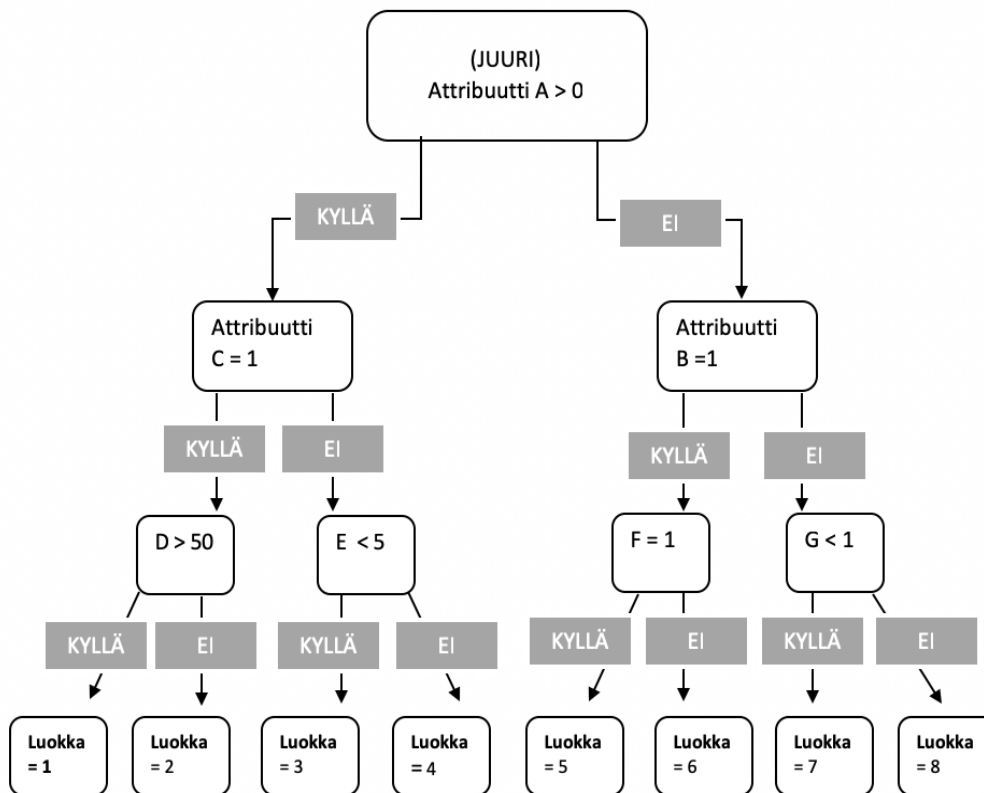 (JUURI)
Attribuutti A > 0
KYLLÄ
EI
Attribuutti
C = 1
Attribuutti
B =1
KYLLÄ
EI
KYLLÄ
EI
D > 50
E < 5
F = 1
G < 1
KYLLÄ
EI
KYLLÄ
EI
KYLLÄ
EI
KYLLÄ
EI
Luokka
= 1
Luokka
= 2
Luokka
= 3
Luokka
= 4
Luokka
= 5
Luokka
= 6
Luokka
= 7
Luokka
= 8